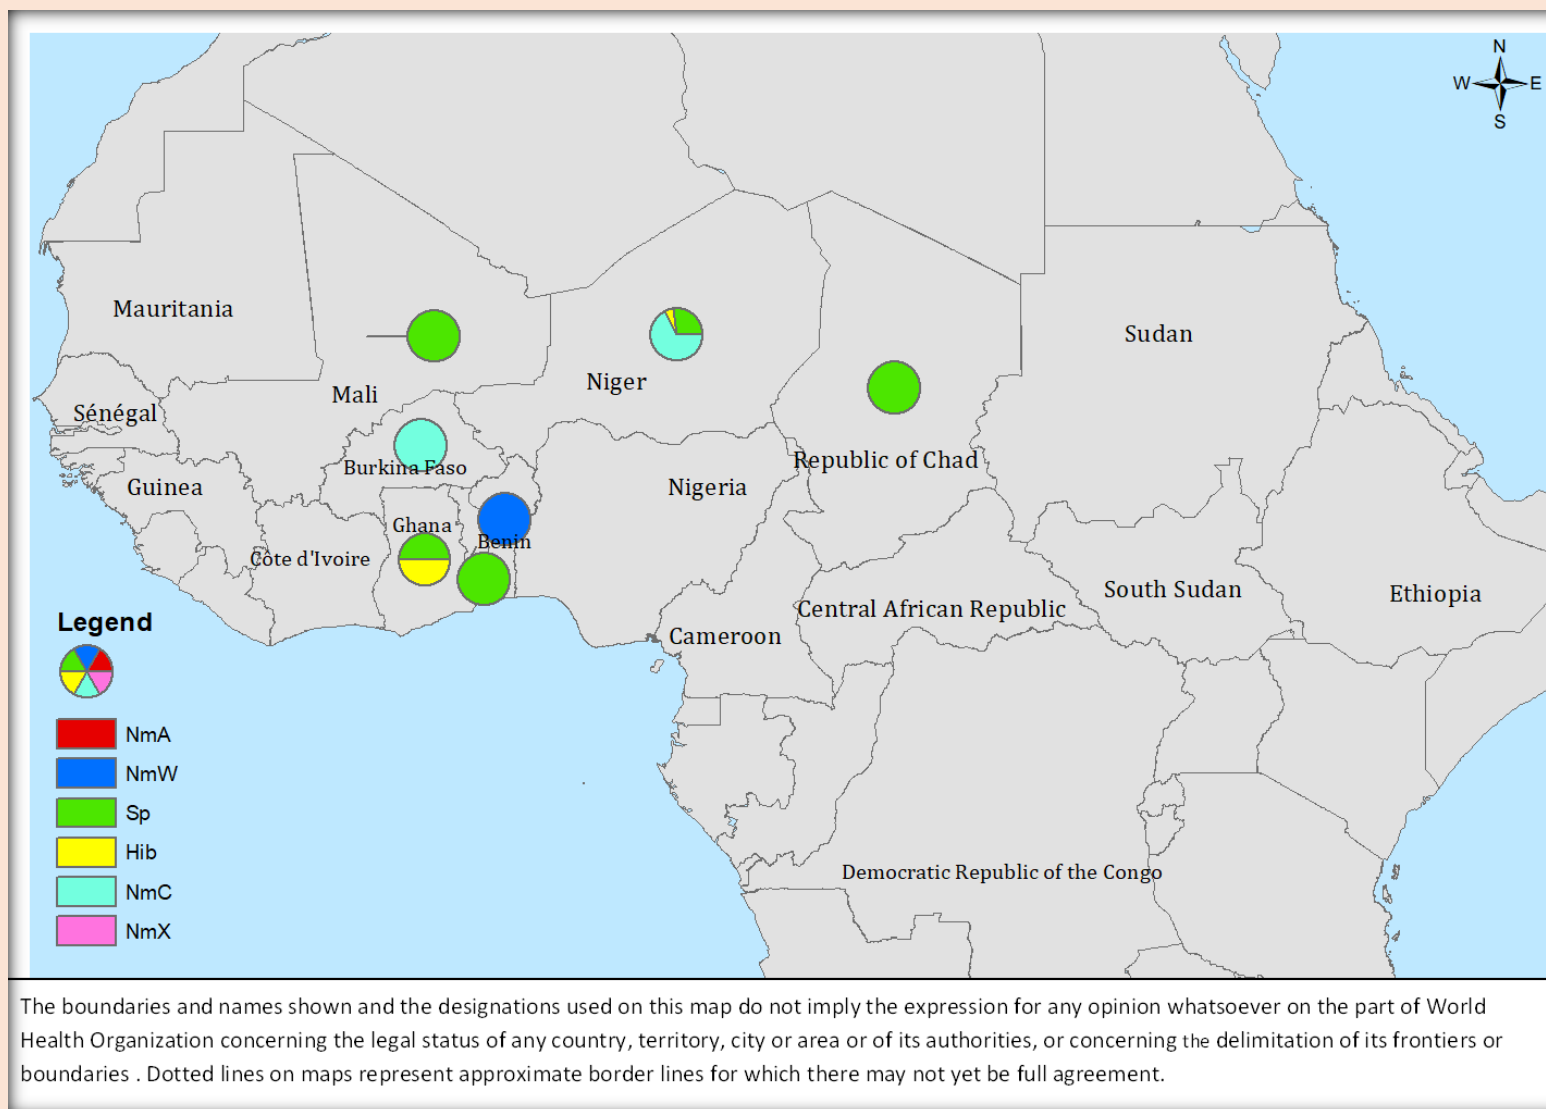 N
W
E
S
Mauritania
Sudan
Niger
Mali
Sénégal
Republic of Chad
Burkina Faso
Guinea
Nigeria
Ghana
Benin
Côte d'Ivoire
South Sudan
Ethiopia
Central African Republic
Cameroon
Legend
NmA
NmW
Sp
Hib
Democratic Republic of the Congo
NmC
NmX
The boundaries and names shown and the designations used on this map do not imply the expression for any opinion whatsoever on the part of World
Health Organization concerning the legal status of any country, territory, city or area or of its authorities, or concerning the delimitation of its frontiers or
boundaries . Dotted lines on maps represent approximate border lines for which there may not yet be full agreement.